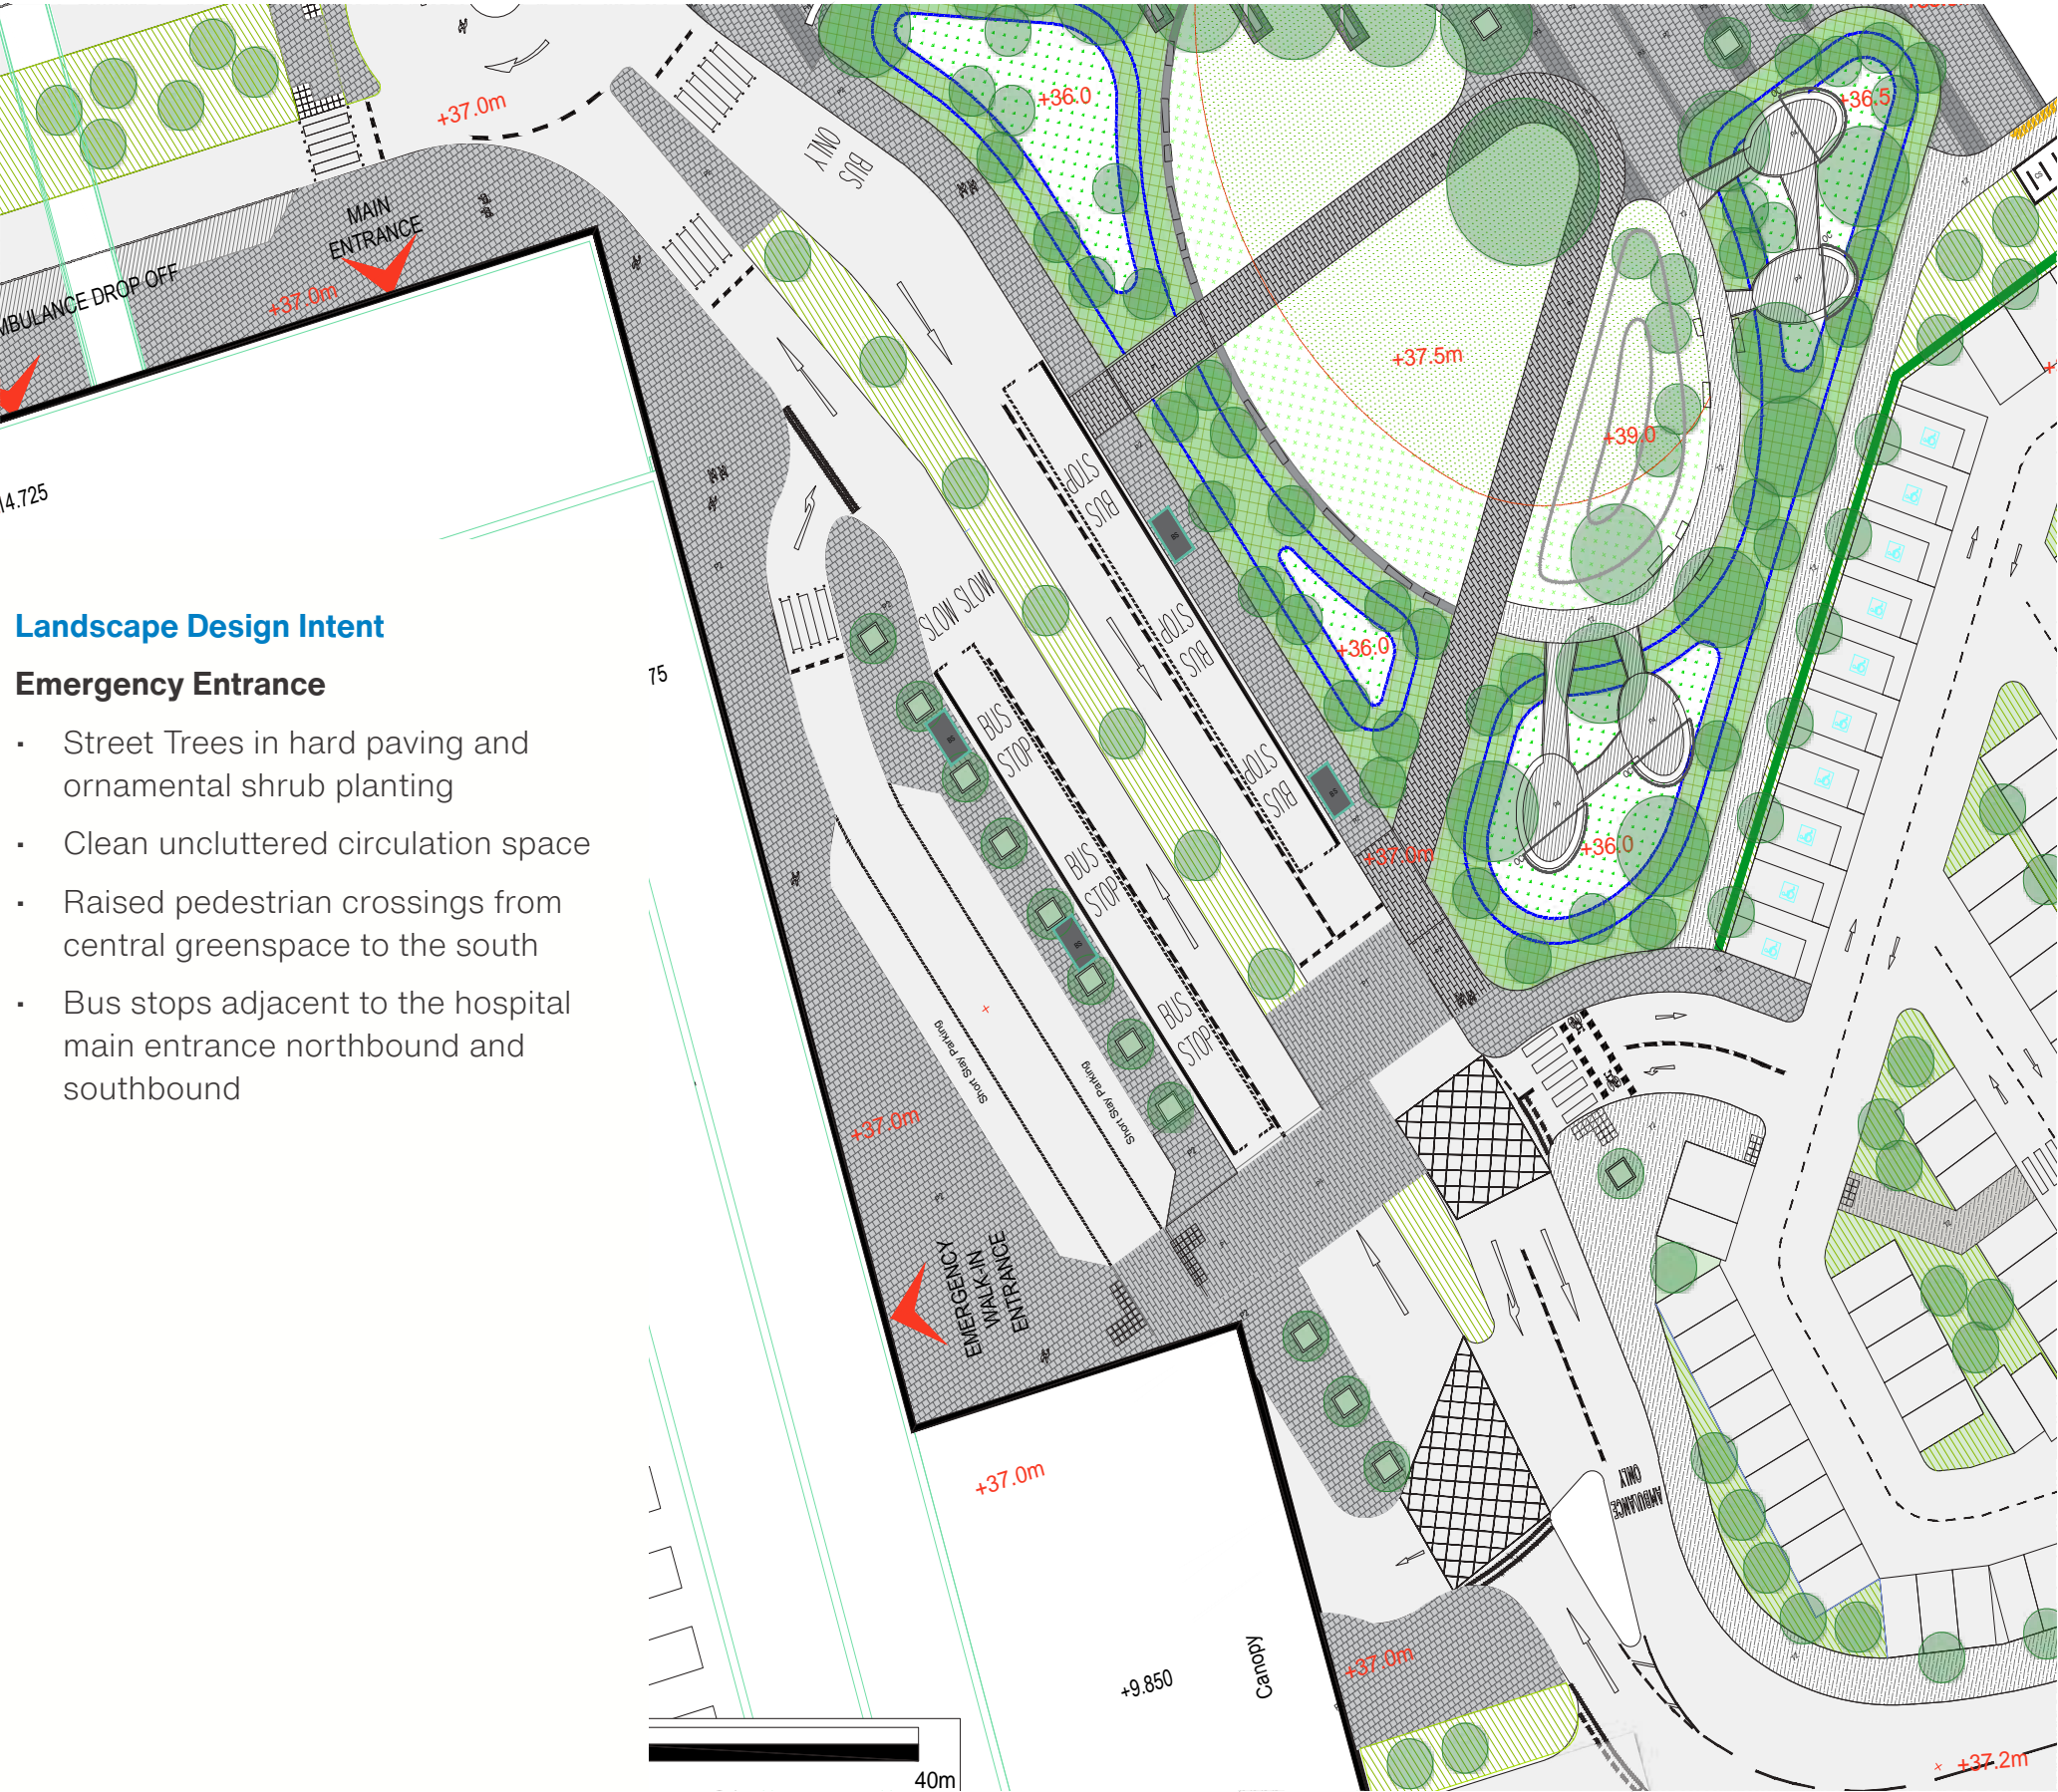 Landscape Design Intent
Emergency Entrance
• Street Trees in hard paving and
ornamental shrub planting
• Clean uncluttered circulation space
• Raised pedestrian crossings from
central greenspace to the south
• Bus stops adjacent to the hospital
main entrance northbound and
southbound
+37.0m
MAIN
ENTRANCE
+37.0m
DROP OFF
BUS
ONLY
+36.0
+36.5
+37.5m
+39.0
+36.0
+36.0
+37.0m
BUS
STOP
BUS
STOP
BUS
STOP
SLOW SLOW
BUS
STOP
BUS
STOP
BUS
STOP
Short Stay Parking
Short Stay Parking
+37.0m
EMERGENCY
WALK-IN
ENTRANCE
+37.0m
AMBULANCE
ONLY
+37.0m
Canopy
+9.850
+37.2m
40m
75